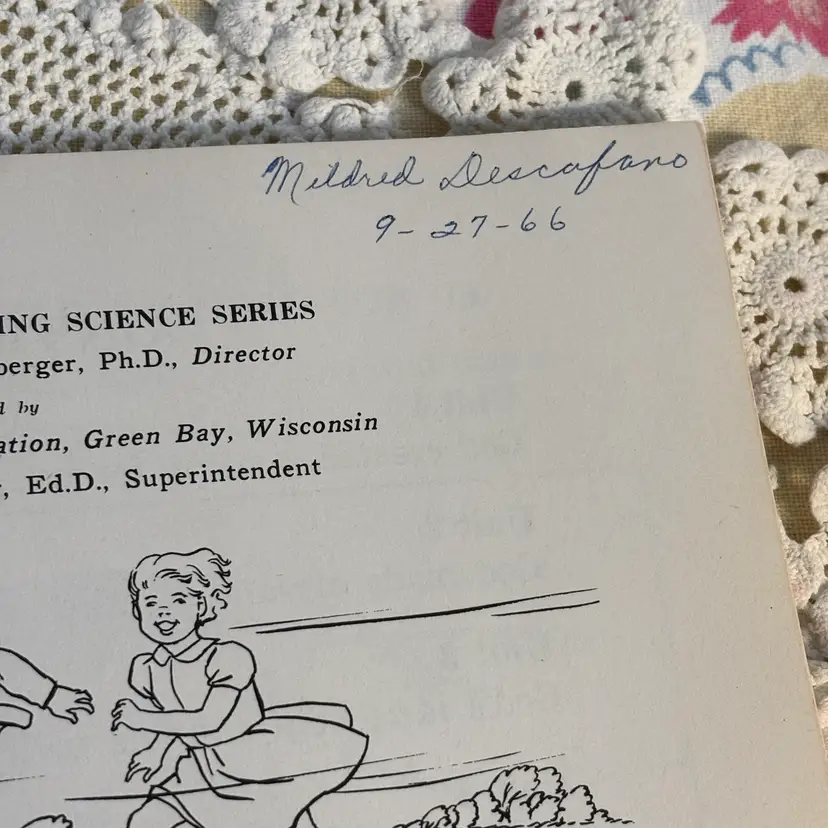 Mildred Descafano
9-27-66
ING SCIENCE SERIES
berger, Ph.D., Director
d by
ation, Green Bay, Wisconsin
, Ed.D., Superintendent